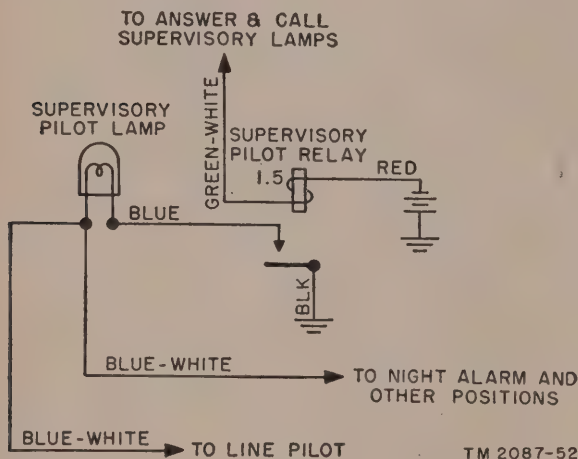 TO ANSWER & CALL
SUPERVISORY LAMPS
SUPERVISORY
PILOT LAMP
GREEN-WHITE
SUPERVISORY
PILOT RELAY
1.5
RED
BLUE
BLK
BLUE-WHITE
TO NIGHT ALARM AND
OTHER POSITIONS
BLUE-WHITE
TO LINE PILOT
TM 2087-52